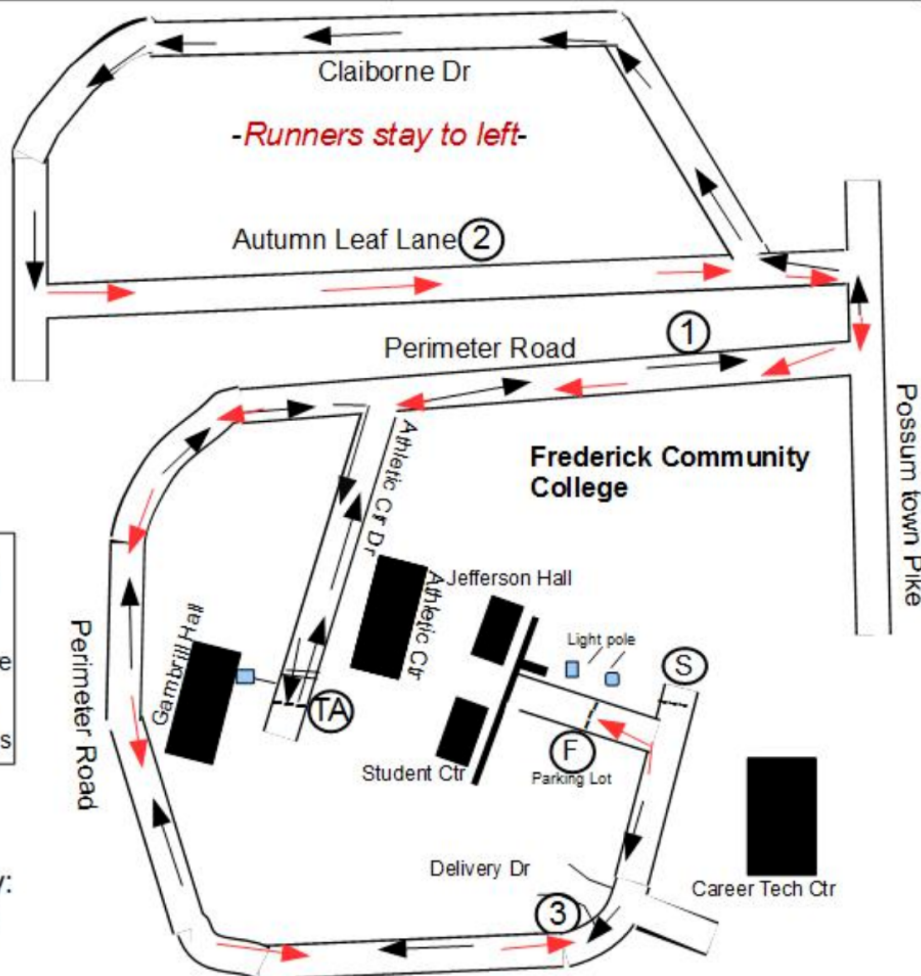 Claiborne Dr
-Runners stay to left-
Autumn Leaf Lane 2
1
Perimeter Road
Possum town Pike
Athletic Ctr Dr
Frederick Community
College
Jefferson Hall
Athletic Ctr
Light pole
Gambrill Hall
S
e
TA
F
s
Perimeter Road
Student Ctr
Parking Lot
Delivery Dr
Career Tech Ctr
y:
3